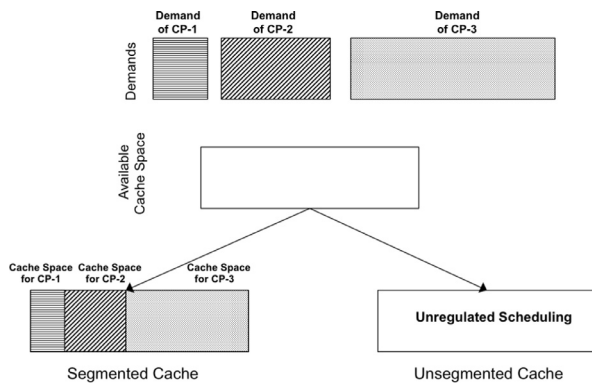 Demand
of CP-1
Demand
of CP-2
Demand
of CP-3
Demands
Available
Cache Space
Cache Space
for CP-1
Cache Space
for CP-2
Cache Space
for CP-3
Unregulated Scheduling
Segmented Cache
Unsegmented Cache